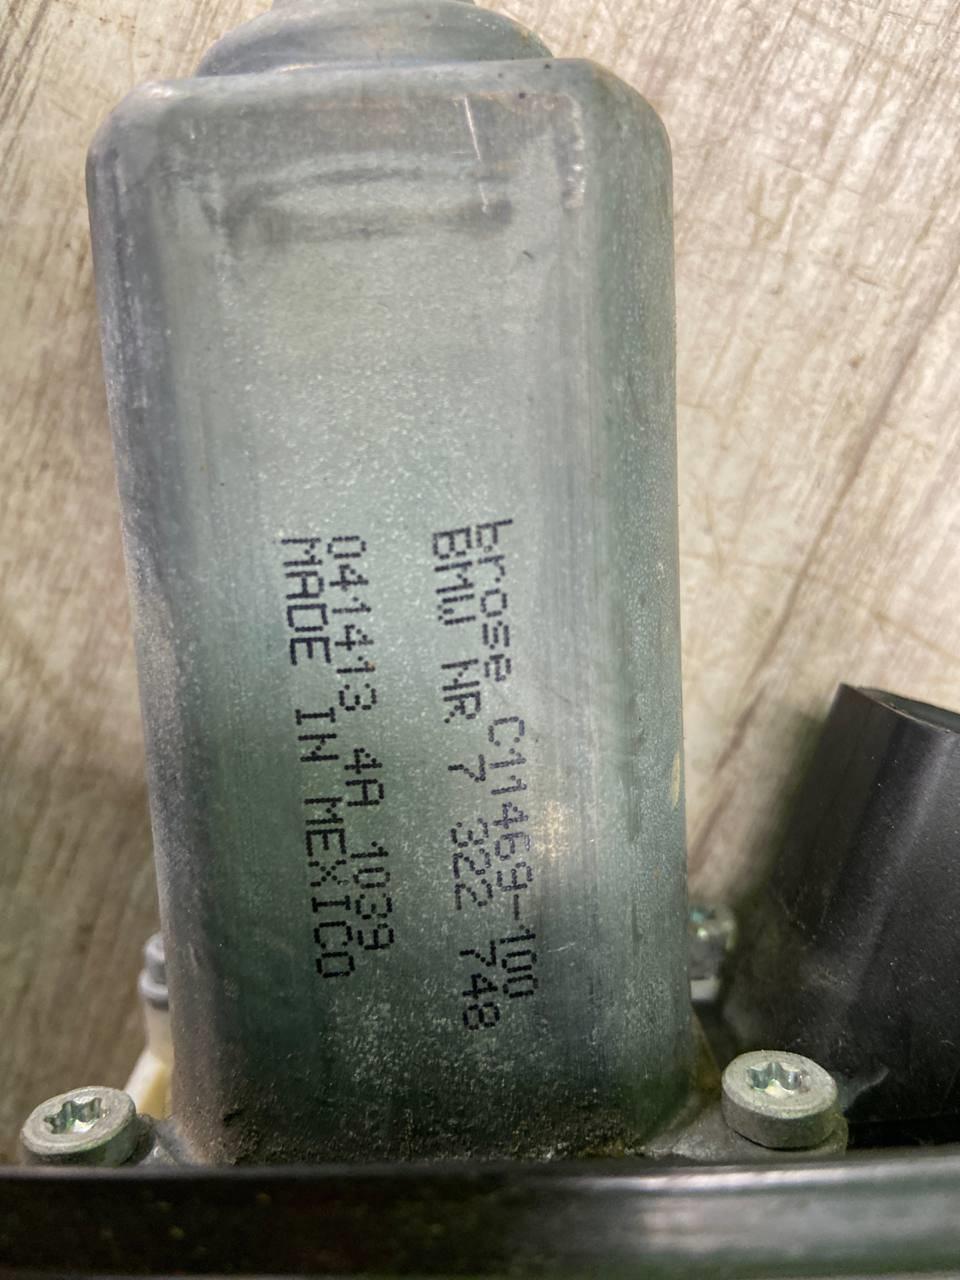 brose C11469-100
BMW NR 7 322 748
041413 4A 1039
MADE IN MEXICO